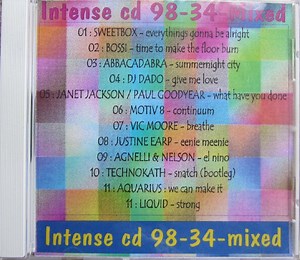 Intense cd 98-34-mixed
01 : SWEETBOX - everythings gonna be alright
02 : BOSSI - time to make the floor burn
03 : ABBACADABRA - summernight city
04 : DJ DADO - give me love
05 : JANET JACKSON / PAUL GOODYEAR - what have you done
06 : MOTIV 8 - continuum
07 : VIC MOORE - breathe
08 : JUSTINE EARP - eenie meenie
09 : AGNELLI & NELSON - el nino
10 : TECHNOKATH - snatch (bootleg)
11 : AQUARIUS : we can make it
11 : LIQUID - strong
Intense cd 98-34-mixed